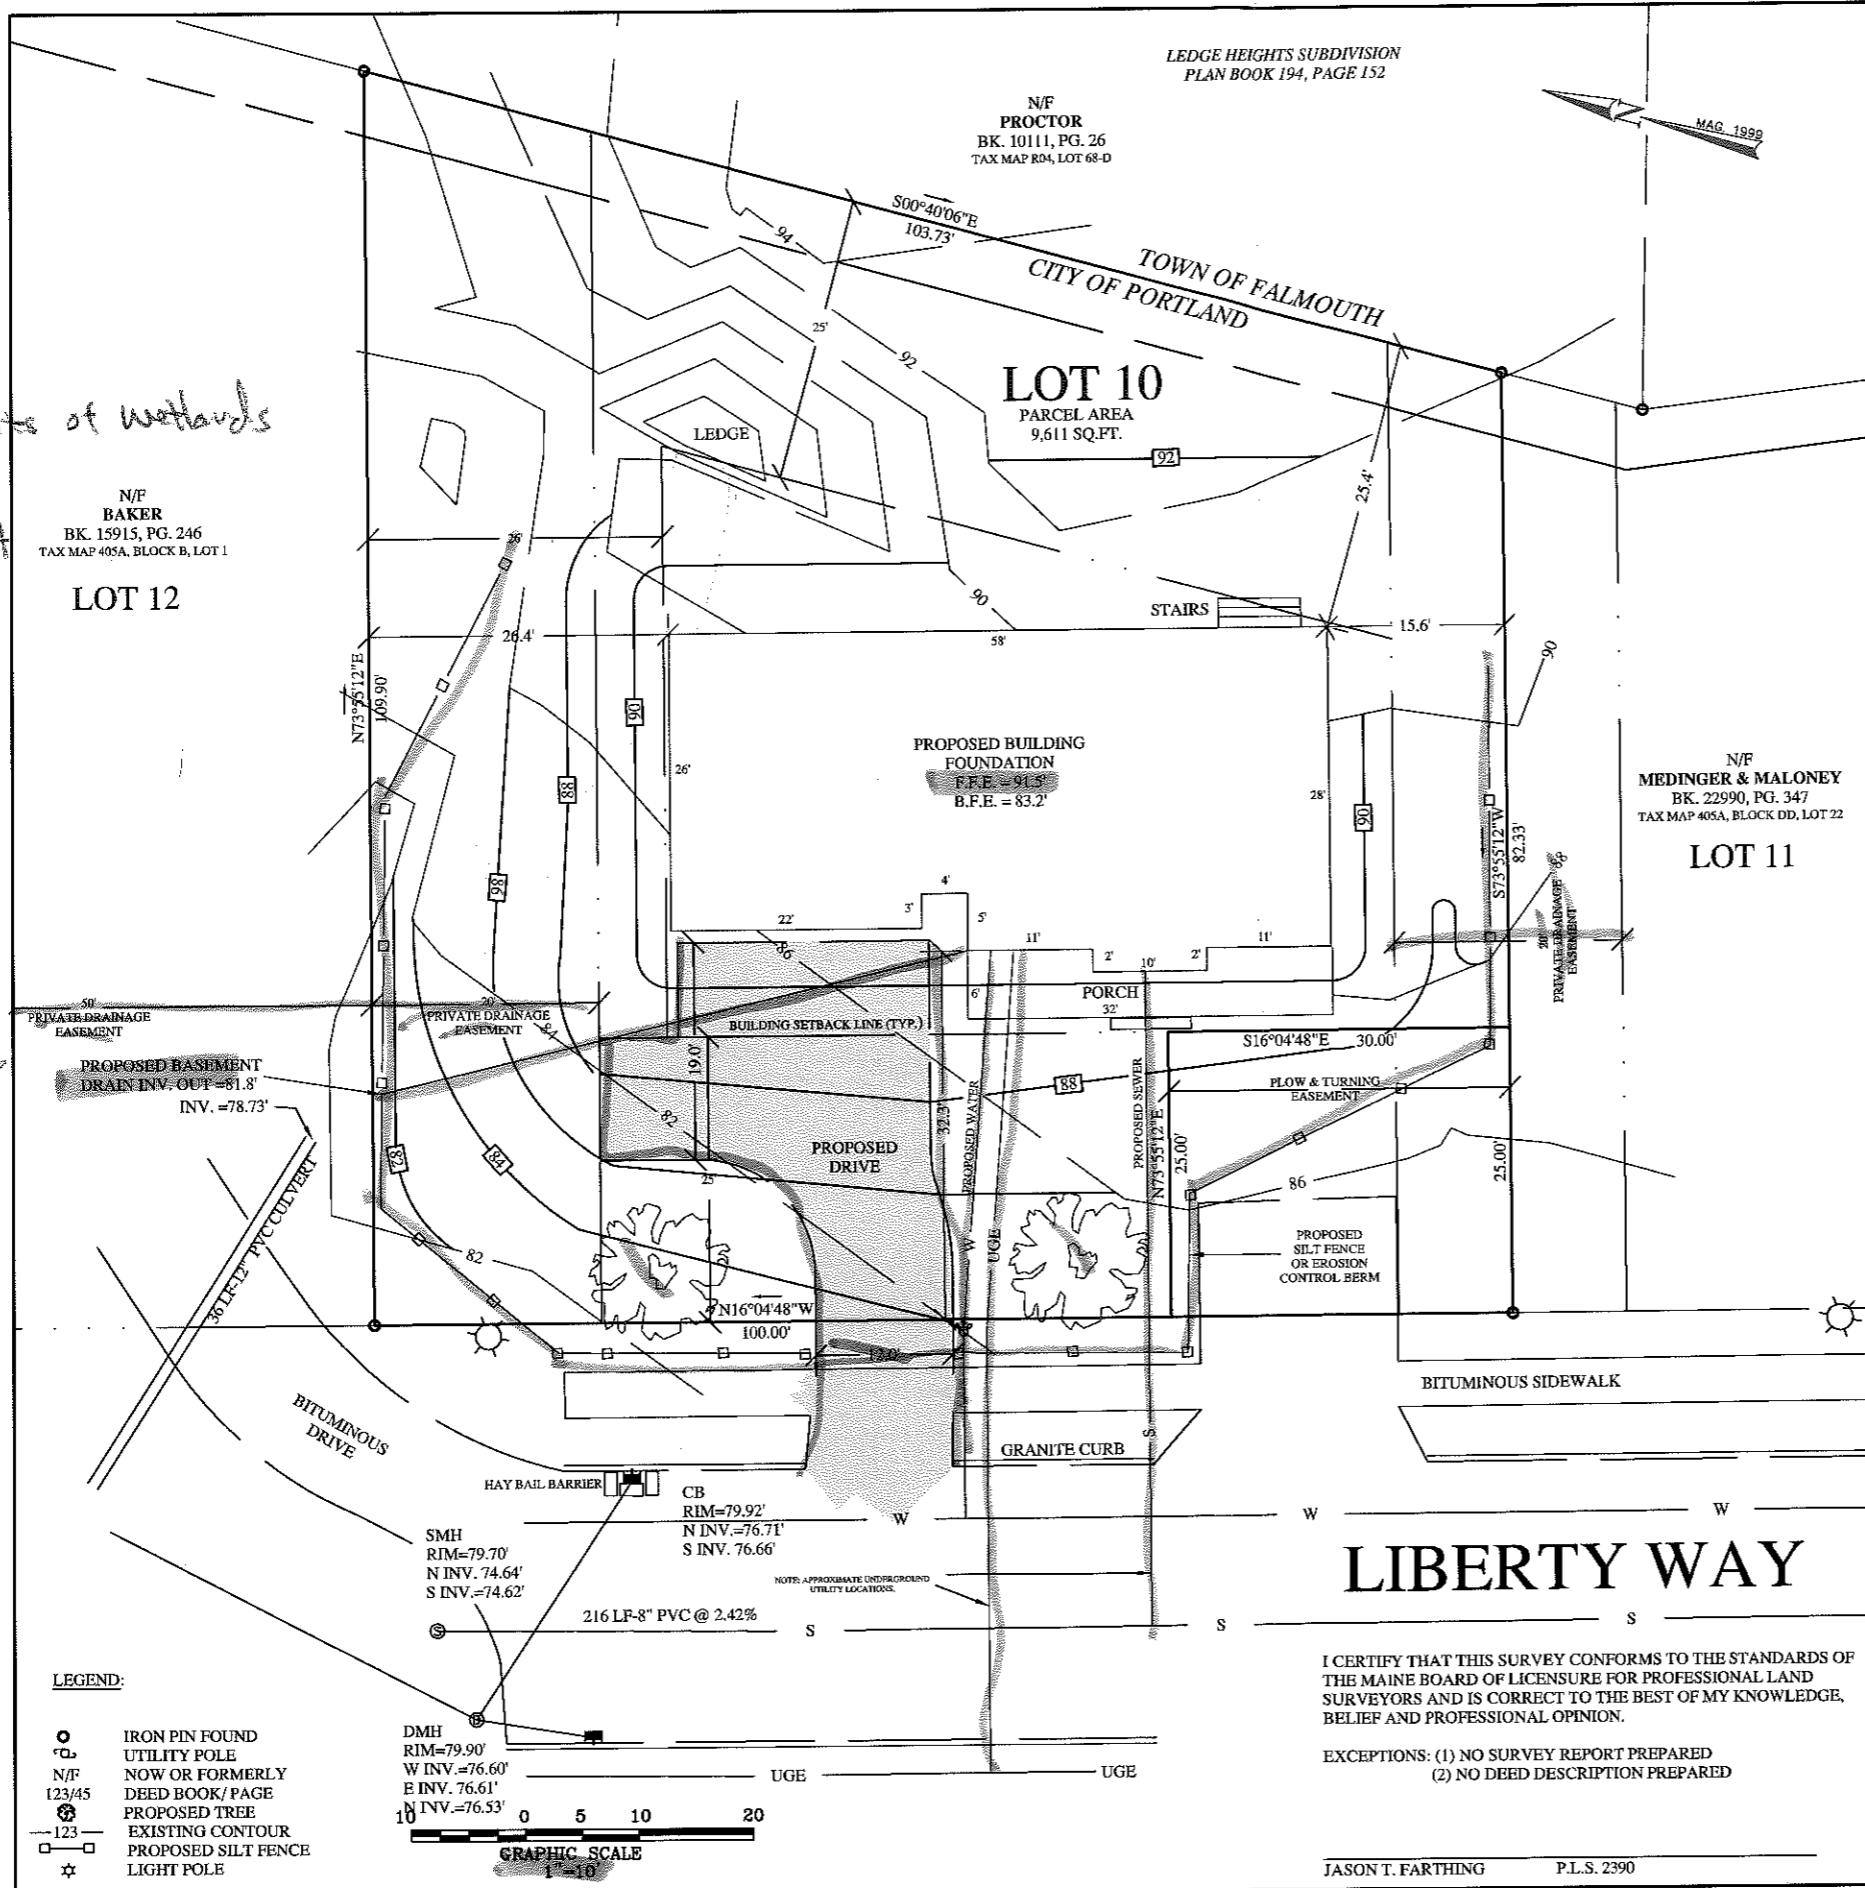 LEDGE HEIGHTS SUBDIVISION
PLAN BOOK 194, PAGE 152
N/F
PROCTOR
BK. 10111, PG. 26
TAX MAP R04, LOT 68-D
MAG. 1999
S00°40'06"E
103.73'
TOWN OF FALMOUTH
CITY OF PORTLAND
94
25'
92
LOT 10
PARCEL AREA
9,611 SQ.FT.
LEDGE
92
25.4'
of wetlands
N/F
BAKER
BK. 15915, PG. 246
TAX MAP 405A, BLOCK B, LOT 1
LOT 12
26'
90
STAIRS
26.4'
58'
15.6'
N73°55'12"E
109.90'
90
90
88
86
26'
PROPOSED BUILDING
FOUNDATION
F.F.E. = 91.5'
B.F.E. = 83.2'
28'
90
S73°55'12"W
82.33'
N/F
MEDINGER & MALONEY
BK. 22990, PG. 347
TAX MAP 405A, BLOCK DD, LOT 22
LOT 11
88
4'
3'
22'
5'
11'
2'
10'
2'
11'
86
20'
PRIVATE DRAINAGE
EASEMENT
50'
PRIVATE DRAINAGE
EASEMENT
20'
PRIVATE DRAINAGE
EASEMENT
84
6'
PORCH
32'
BUILDING SETBACK LINE (TYP.)
S16°04'48"E 30.00'
PROPOSED BASEMENT
DRAIN INV. OUT =81.8'
INV. =78.73'
19.0'
88
PLOW & TURNING
EASEMENT
82
32.3'
PROPOSED WATER
PROPOSED SEWER
N73°55'12"E
25.00'
25.00'
PROPOSED
DRIVE
82
84
25'
86
36 LF-12" PVC CULVERT
82
W
UGE
PROPOSED
SILT FENCE
OR EROSION
CONTROL BERM
N16°04'48"W
100.00'
12.0'
BITUMINOUS SIDEWALK
BITUMINOUS
DRIVE
GRANITE CURB
S
HAY BAIL BARRIER
CB
RIM=79.92'
N INV.=76.71'
S INV. 76.66'
W
W
W
SMH
RIM=79.70'
N INV. 74.64'
S INV.=74.62'
NOTE: APPROXIMATE UNDERGROUND
UTILITY LOCATIONS.
LIBERTY WAY
216 LF-8" PVC @ 2.42%
S
S
S
S
I CERTIFY THAT THIS SURVEY CONFORMS TO THE STANDARDS OF
THE MAINE BOARD OF LICENSURE FOR PROFESSIONAL LAND
SURVEYORS AND IS CORRECT TO THE BEST OF MY KNOWLEDGE,
BELIEF AND PROFESSIONAL OPINION.
EXCEPTIONS: (1) NO SURVEY REPORT PREPARED
(2) NO DEED DESCRIPTION PREPARED
LEGEND:
IRON PIN FOUND
UTILITY POLE
N/F NOW OR FORMERLY
123/45 DEED BOOK/ PAGE
PROPOSED TREE
123 EXISTING CONTOUR
PROPOSED SILT FENCE
LIGHT POLE
DMH
RIM=79.90'
W INV.=76.60'
E INV. 76.61'
N INV.=76.53'
UGE
UGE
10 0 5 10 20
GRAPHIC SCALE
1"=10'
JASON T. FARTHING P.L.S. 2390